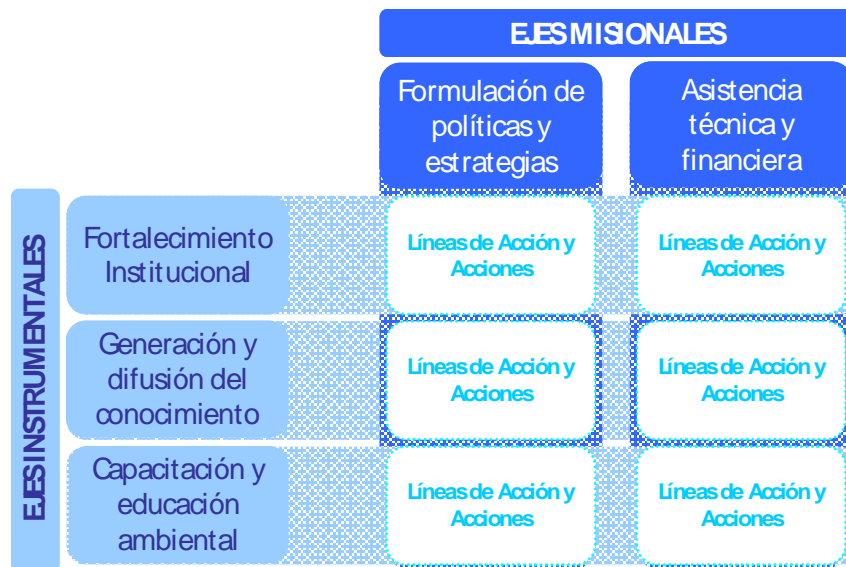 EJES MISIONALES
Formulación de
políticas y
estrategias
Asistencia
técnica y
financiera
EJES INSTRUMENTALES
Fortalecimiento
Institucional
Líneas de Acción y
Acciones
Líneas de Acción y
Acciones
Generación y
difusión del
conocimiento
Líneas de Acción y
Acciones
Líneas de Acción y
Acciones
Capacitación y
educación
ambiental
Líneas de Acción y
Acciones
Líneas de Acción y
Acciones